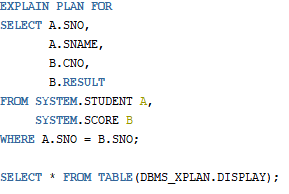 EXPLAIN PLAN FOR
SELECT A.SNO,
A.SNAME,
B.CNO,
B.RESULT
FROM SYSTEM.STUDENT A,
SYSTEM.SCORE B
WHERE A.SNO = B.SNO;
SELECT * FROM TABLE(DBMS_XPLAN.DISPLAY);